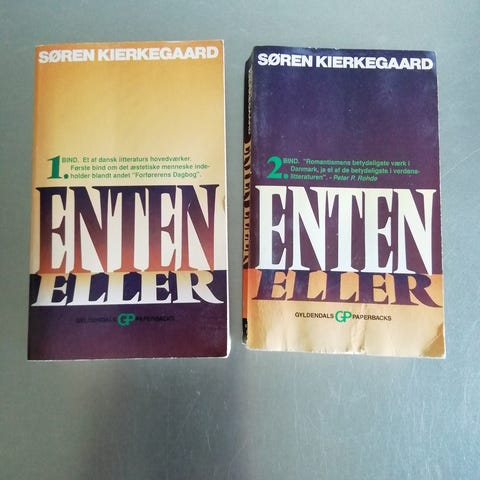 SØREN KIERKEGAARD
1. BIND. Et af dansk litteraturs hovedværker.
Første bind om det æstetiske menneske inde-
holder blandt andet "Forførerens Dagbog".
ENTEN
ELLER
GYLDENDALS GP PAPERBACKS
SØREN KIERKEGAARD
2. BIND. "Romantismens betydeligste værk i
Danmark, ja et af de betydeligste i verdens-
litteraturen". - Peter P. Rohde
ENTEN
ELLER
GYLDENDALS GP PAPERBACKS
ENTEN ELLER